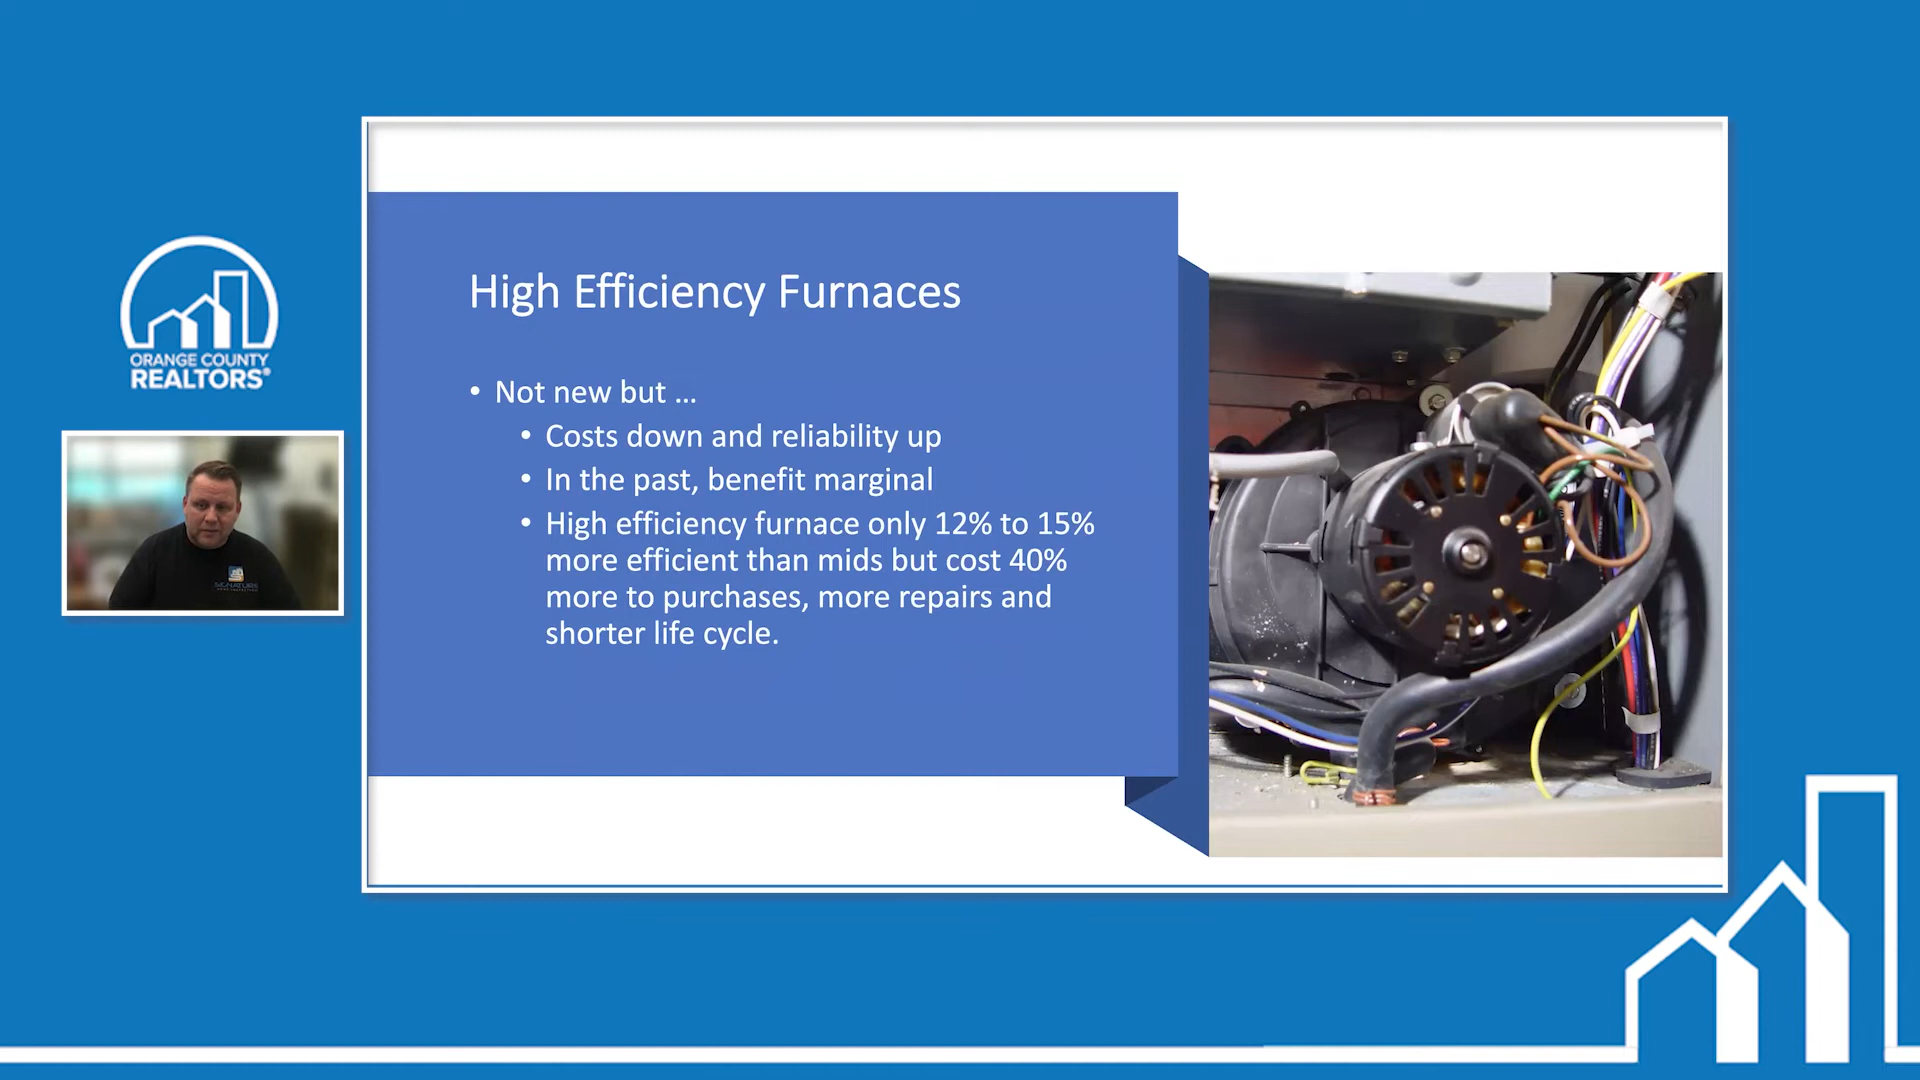 ORANGE COUNTY
REALTORS®
SIGNATURE
High Efficiency Furnaces
• Not new but ...
• Costs down and reliability up
• In the past, benefit marginal
• High efficiency furnace only 12% to 15%
more efficient than mids but cost 40%
more to purchases, more repairs and
shorter life cycle.